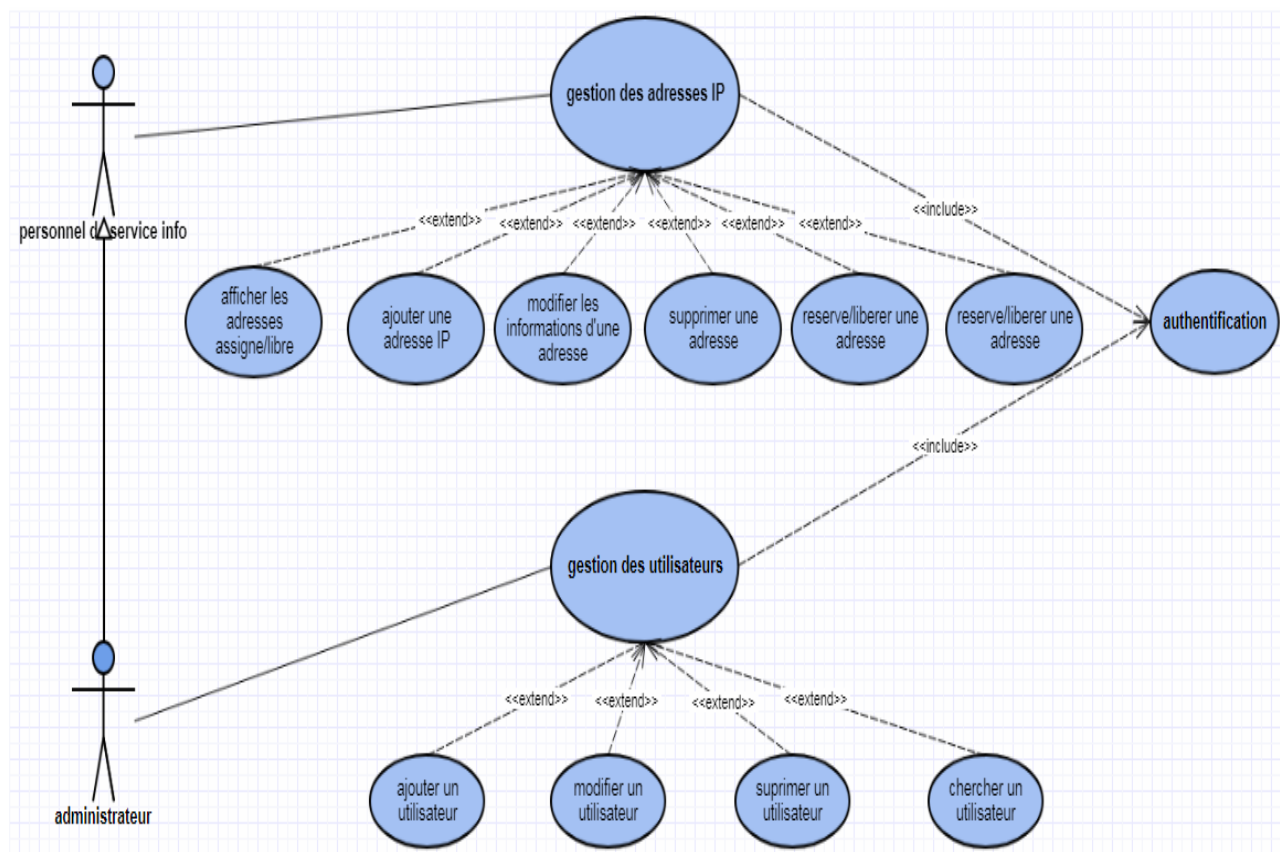 gestion des adresses IP
<<include>>
<<extend>> <<extend>> <<extend>> <<extend>> <<extend>> <<extend>>
personnel de service info
afficher les
adresses
assigne/libre
ajouter une
adresse IP
modifier les
informations d'une
adresse
supprimer une
adresse
reserve/liberer une
adresse
reserve/liberer une
adresse
authentification
<<include>>
gestion des utilisateurs
<<extend>> <<extend>> <<extend>> <<extend>>
ajouter un
utilisateur
modifier un
utilisateur
suprimer un
utilisateur
chercher un
utilisateur
administrateur